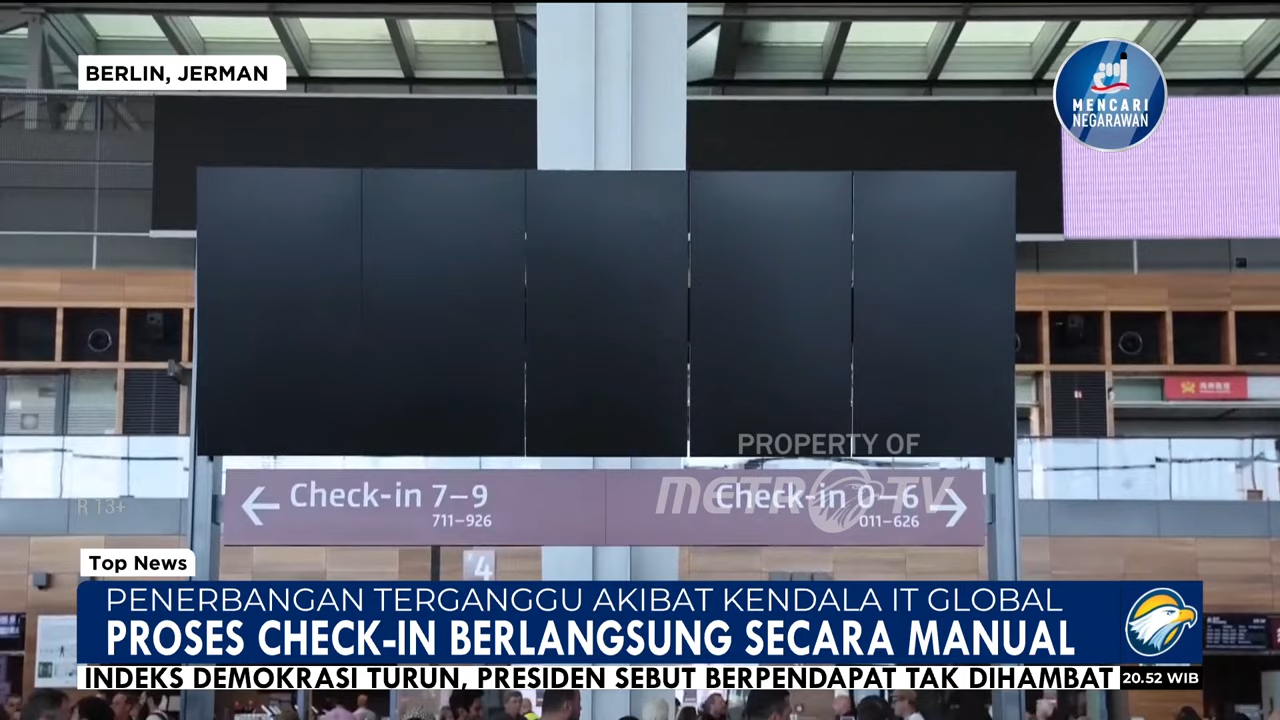 BERLIN, JERMAN
MENCARI
NEGARAWAN
PROPERTY OF
METRO TV
Check-in 7–9
711–926
Check-in 0–6
011–626
R 13+
4
Top News
PENERBANGAN TERGANGGU AKIBAT KENDALA IT GLOBAL
PROSES CHECK-IN BERLANGSUNG SECARA MANUAL
INDEKS DEMOKRASI TURUN, PRESIDEN SEBUT BERPENDAPAT TAK DIHAMBAT
20.52 WIB